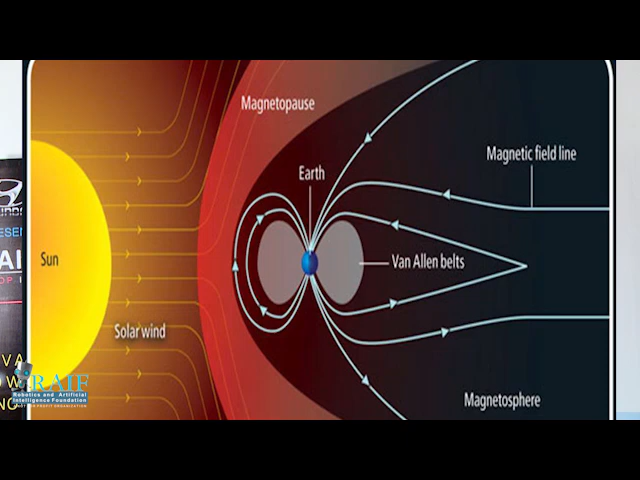 Magnetopause
Magnetic field line
Earth
Sun
Van Allen belts
Solar wind
Magnetosphere
RAIF
Robotics and Artificial
Intelligence Foundation